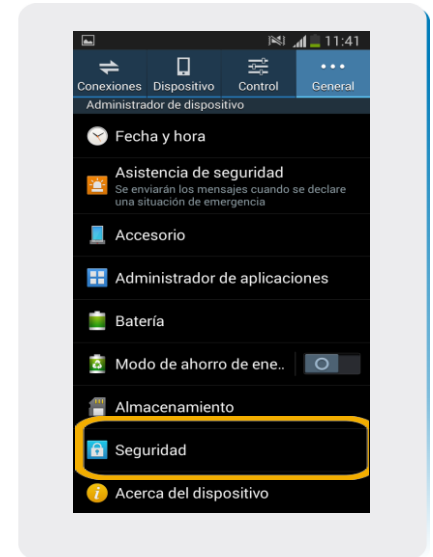 11:41
Conexiones Dispositivo Control General
Administrador de dispositivo
Fecha y hora
Asistencia de seguridad
Se enviarán los mensajes cuando se declare
una situación de emergencia
Accesorio
Administrador de aplicaciones
Batería
Modo de ahorro de ene..
Almacenamiento
Seguridad
Acerca del dispositivo